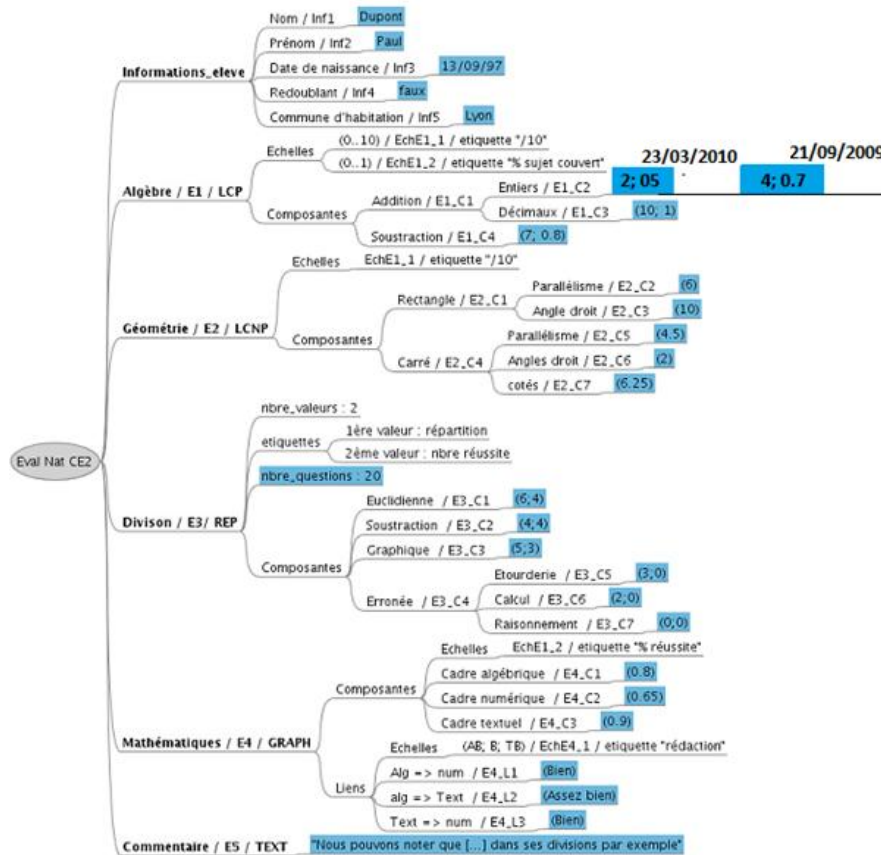 Nom / Inf1 Dupont
Prénom / Inf2 Paul
Date de naissance / Inf3 13/09/97
Informations_eleve
Redoublant / Inf4 faux
Commune d'habitation / Inf5 Lyon
(0..10) / EchE1_1 / etiquette "/10"
Echelles
(0..1) / EchE1_2 / etiquette "% sujet couvert"
23/03/2010 21/09/2009
Algèbre / E1 / LCP
Entiers / E1_C2 2; 05 4; 0.7
Addition / E1_C1
Décimaux / E1_C3 (10; 1)
Composantes
Soustraction / E1_C4 (7; 0.8)
Echelles EchE1_1 / etiquette "/10"
Parallélisme / E2_C2 (6)
Rectangle / E2_C1
Angle droit / E2_C3 (10)
Géométrie / E2 / LCNP
Composantes
Parallélisme / E2_C5 (4.5)
Carré / E2_C4
Angles droit / E2_C6 (2)
cotés / E2_C7 (6.25)
nbre_valeurs : 2
1ère valeur : répartition
etiquettes
2ème valeur : nbre réussite
Eval Nat CE2
nbre_questions : 20
Euclidienne / E3_C1 (6;4)
Divison / E3/ REP
Soustraction / E3_C2 (4;4)
Graphique / E3_C3 (5;3)
Composantes
Etourderie / E3_C5 (3;0)
Erronée / E3_C4
Calcul / E3_C6 (2;0)
Raisonnement / E3_C7 (0;0)
Echelles EchE1_2 / etiquette "% réussite"
Cadre algébrique / E4_C1 (0.8)
Composantes
Cadre numérique / E4_C2 (0.65)
Cadre textuel / E4_C3 (0.9)
Mathématiques / E4 / GRAPH
Echelles (AB; B; TB) / EchE4_1 / etiquette "rédaction"
Alg => num / E4_L1 (Bien)
Liens
alg => Text / E4_L2 (Assez bien)
Text => num / E4_L3 (Bien)
Commentaire / E5 / TEXT "Nous pouvons noter que [...] dans ses divisions par exemple"